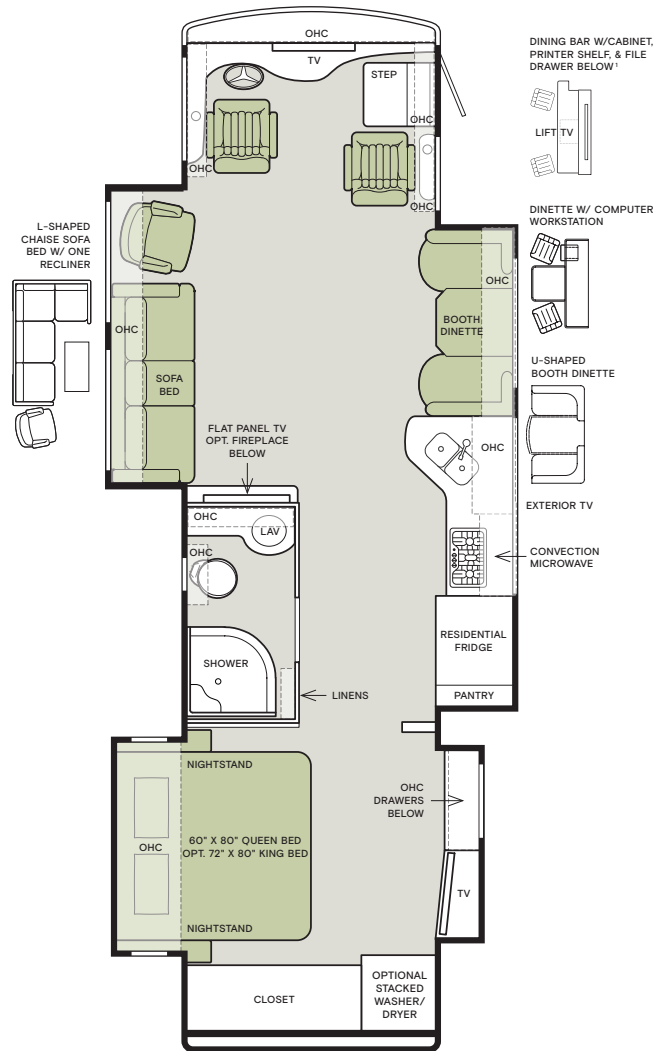 OHC
TV
STEP
OHC
OHC
OHC
DINING BAR W/CABINET,
PRINTER SHELF, & FILE
DRAWER BELOW¹
LIFT TV
L-SHAPED
CHAISE SOFA
BED W/ ONE
RECLINER
DINETTE W/ COMPUTER
WORKSTATION
OHC
BOOTH
DINETTE
OHC
SOFA
BED
U-SHAPED
BOOTH DINETTE
FLAT PANEL TV
OPT. FIREPLACE
BELOW
OHC
EXTERIOR TV
OHC
LAV
OHC
CONVECTION
MICROWAVE
RESIDENTIAL
FRIDGE
SHOWER
LINENS
PANTRY
NIGHTSTAND
OHC
DRAWERS
BELOW
OHC
60" X 80" QUEEN BED
OPT. 72" X 80" KING BED
TV
NIGHTSTAND
CLOSET
OPTIONAL
STACKED
WASHER/
DRYER